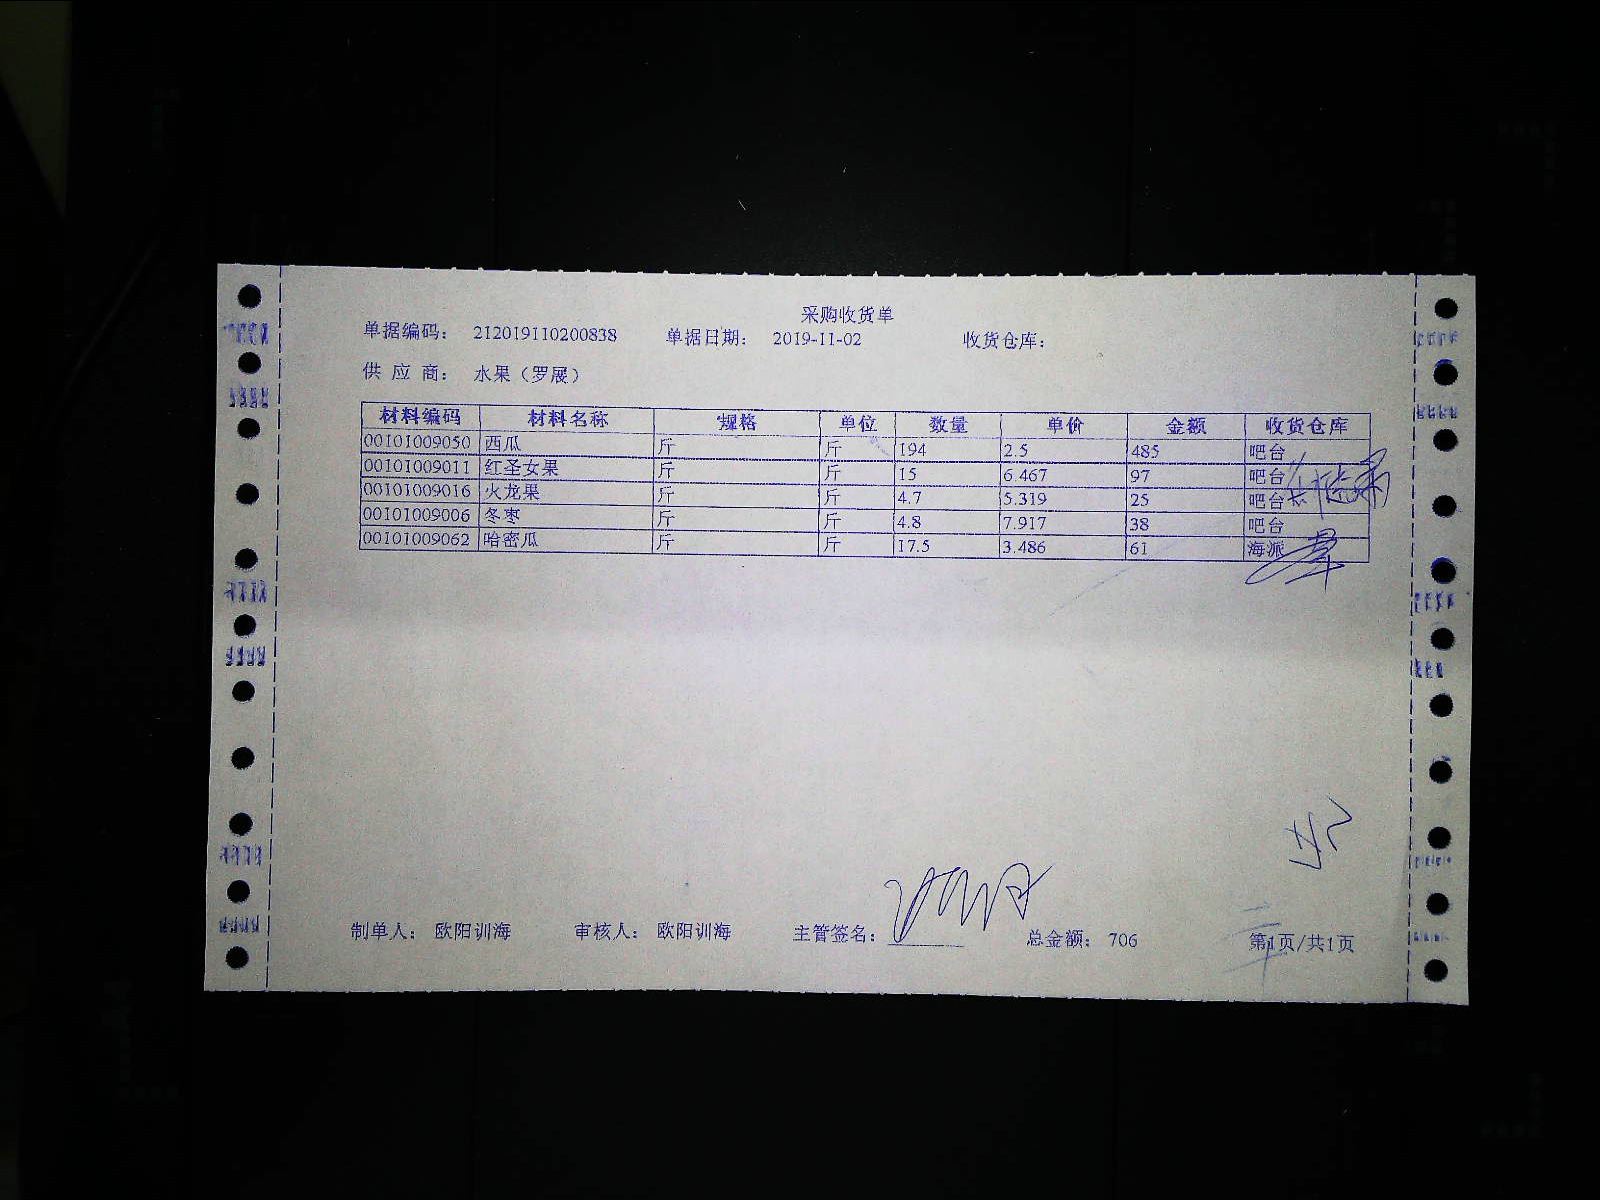 采购收货单
单据编码： 212019110200838 单据日期： 2019-11-02 收货仓库：
供 应 商： 水果（罗展）
材料编码 材料名称 规格 单位 数量 单价 金额 收货仓库
00101009050 西瓜 斤 斤 194 2.5 485 吧台
00101009011 红圣女果 斤 斤 15 6.467 97 吧台
00101009016 火龙果 斤 斤 4.7 5.319 25 吧台
00101009006 冬枣 斤 斤 4.8 7.917 38 吧台
00101009062 哈密瓜 斤 斤 17.5 3.486 61 海派
制单人： 欧阳训海 审核人： 欧阳训海 主管签名： 总金额： 706 第1页/共1页